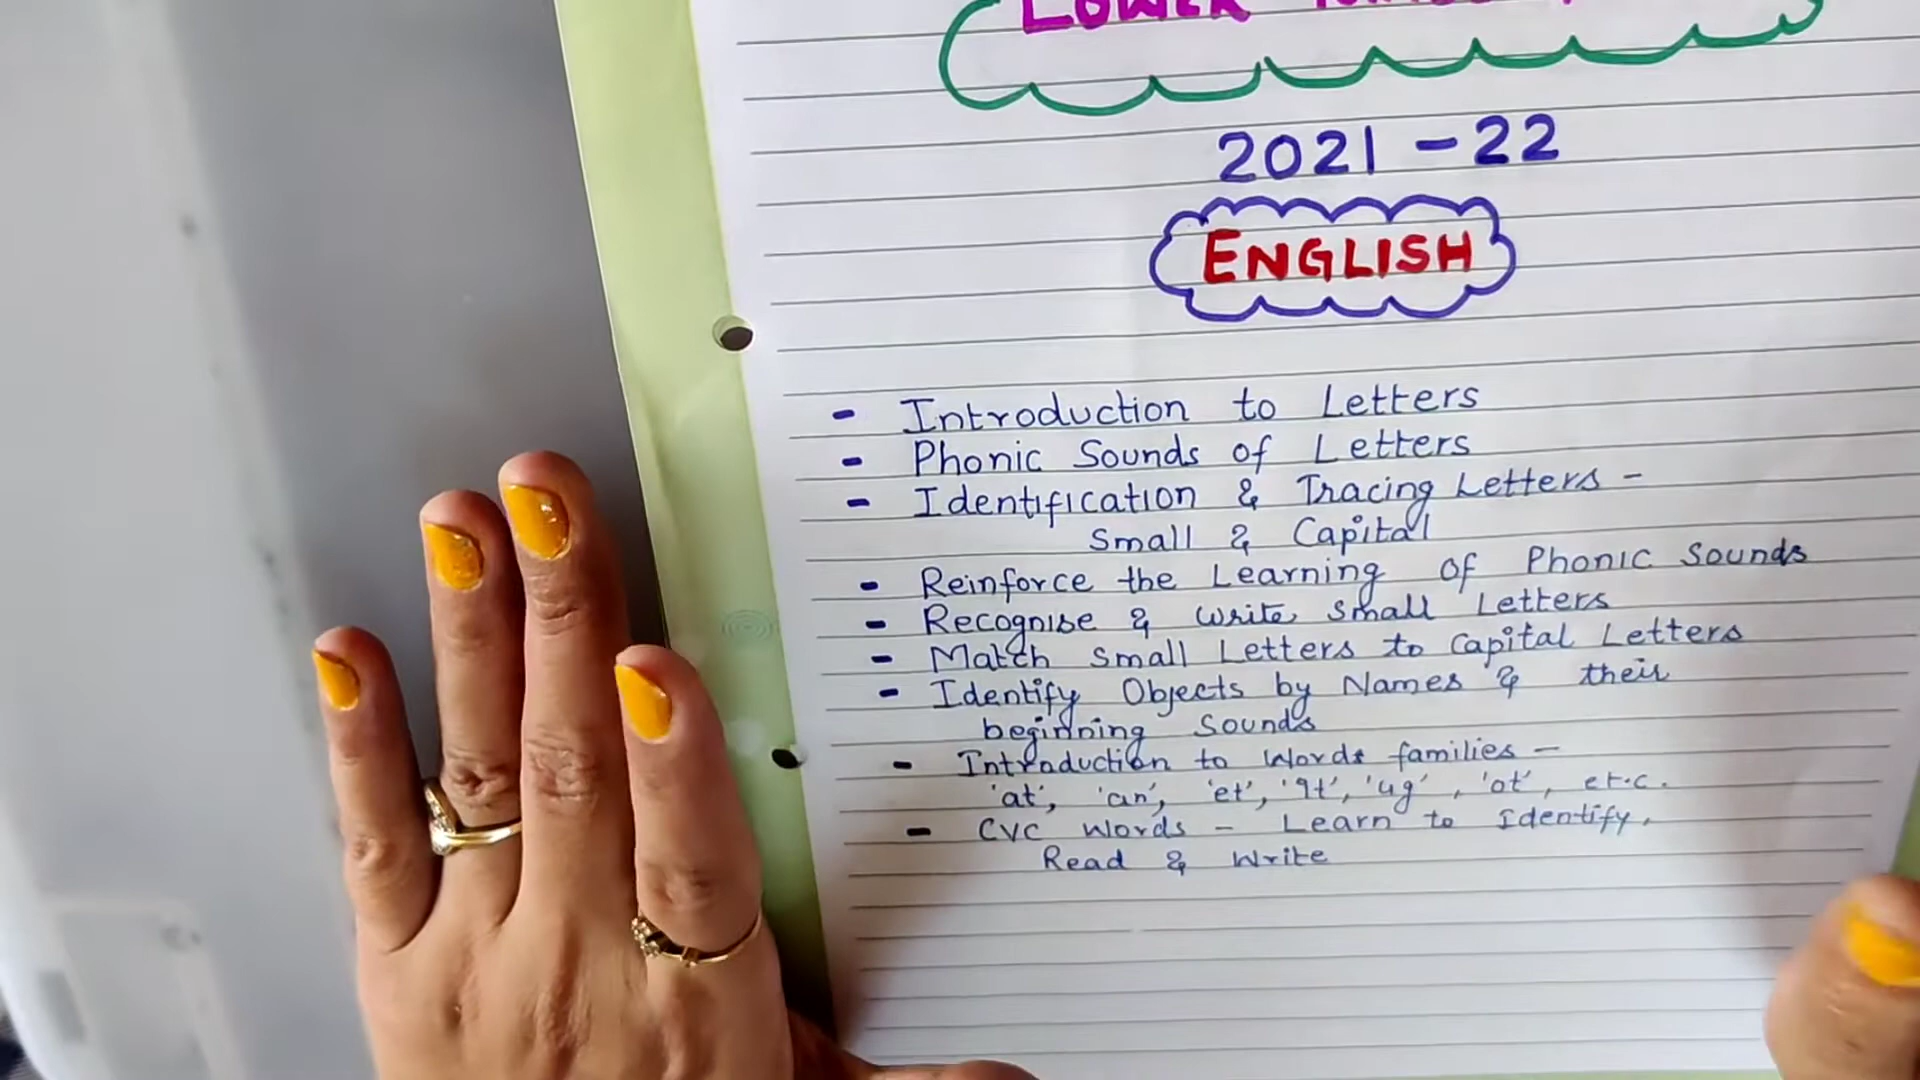 LOWER
2021 - 22
ENGLISH
- Introduction to Letters
- Phonic Sounds of Letters
- Identification & Tracing Letters -
Small & Capital
- Reinforce the Learning of Phonic Sounds
- Recognise & Write small Letters
- Match small Letters to Capital Letters
- Identify Objects by Names & their
beginning Sounds
- Introduction to Words families -
'at', 'an', 'et', 'it', 'ug', 'ot', et.c.
- CVC Words - Learn to Identify,
Read & Write